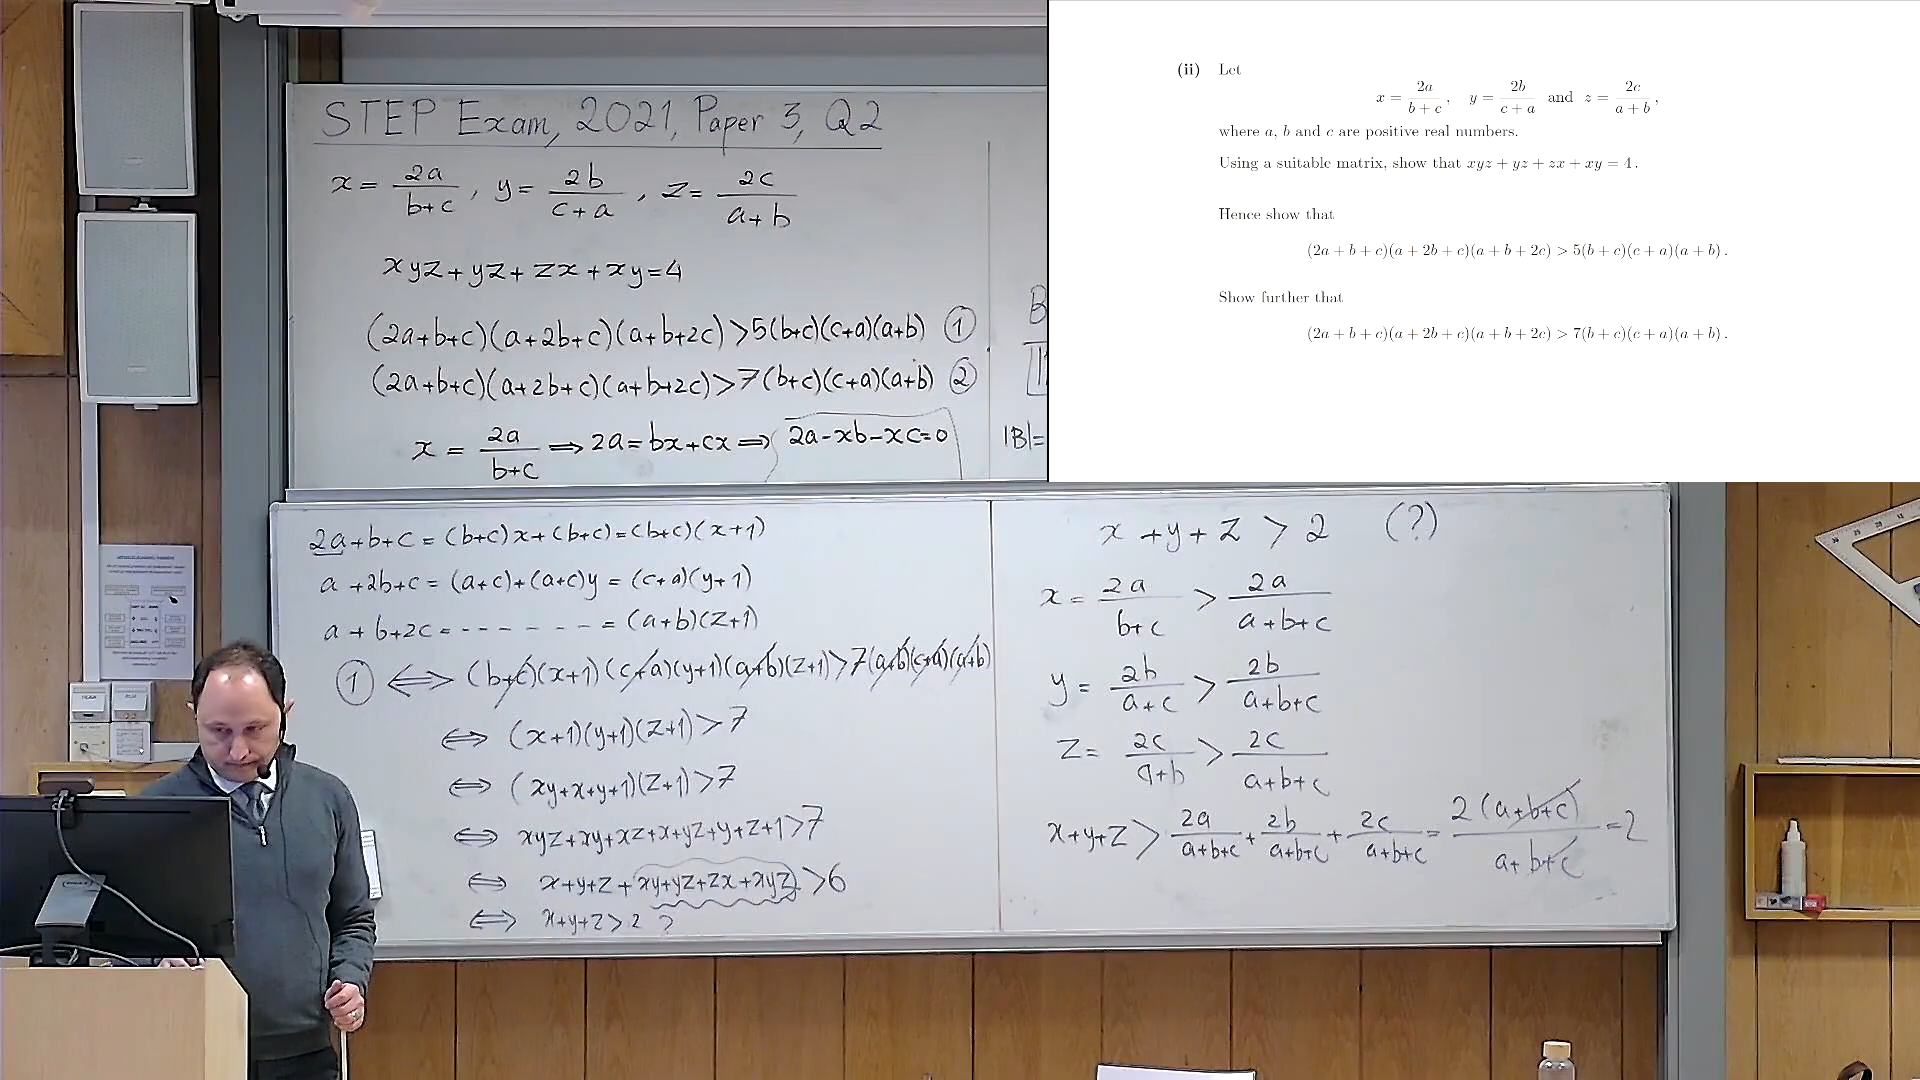 STEP Exam, 2021, Paper 3, Q2
x = 2a/(b+c) , y = 2b/(c+a) , z = 2c/(a+b)
xyz + yz + zx + xy = 4
(2a+b+c)(a+2b+c)(a+b+2c) > 5(b+c)(c+a)(a+b) ①
(2a+b+c)(a+2b+c)(a+b+2c) > 7(b+c)(c+a)(a+b) ②
x = 2a/(b+c) ⟹ 2a = bx+cx ⟹ 2a-xb-xc=0
B
|B|=
(ii) Let
x = 2a/(b+c) , y = 2b/(c+a) and z = 2c/(a+b) ,
where a, b and c are positive real numbers.
Using a suitable matrix, show that xyz + yz + zx + xy = 4 .
Hence show that
(2a + b + c)(a + 2b + c)(a + b + 2c) > 5(b + c)(c + a)(a + b) .
Show further that
(2a + b + c)(a + 2b + c)(a + b + 2c) > 7(b + c)(c + a)(a + b) .
2a+b+c = (b+c)x+(b+c)=(b+c)(x+1)
a +2b+c = (a+c)+(a+c)y = (c+a)(y+1)
a + b+2c = - - - - - - - = (a+b)(z+1)
① ⟺ (b+c)(x+1)(c+a)(y+1)(a+b)(z+1)>7(a+b)(c+a)(a+b)
⟺ (x+1)(y+1)(z+1)>7
⟺ (xy+x+y+1)(z+1)>7
⟺ xyz+xy+xz+x+yz+y+z+1>7
⟺ x+y+z+xy+yz+zx+xyz>6
⟺ x+y+z>2 ?
x + y + z > 2 (?)
x = 2a/(b+c) > 2a/(a+b+c)
y = 2b/(a+c) > 2b/(a+b+c)
z = 2c/(a+b) > 2c/(a+b+c)
x+y+z > 2a/(a+b+c) + 2b/(a+b+c) + 2c/(a+b+c) = 2(a+b+c)/(a+b+c) = 2